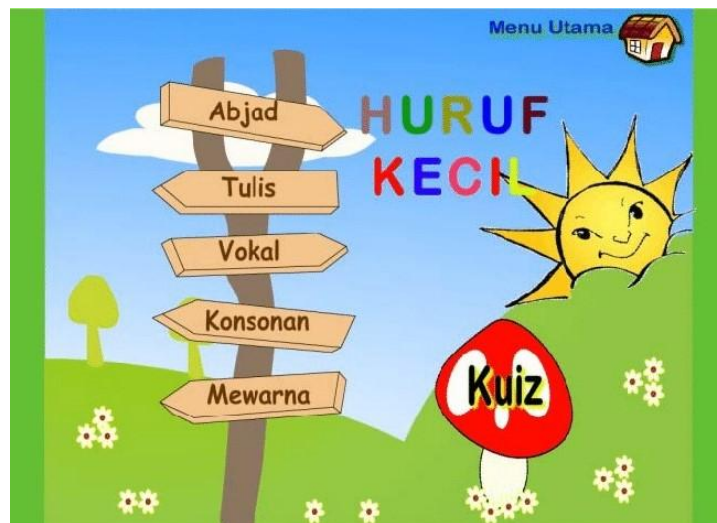 Menu Utama
HURUF
KECIL
Abjad
Tulis
Vokal
Konsonan
Mewarna
Kuiz